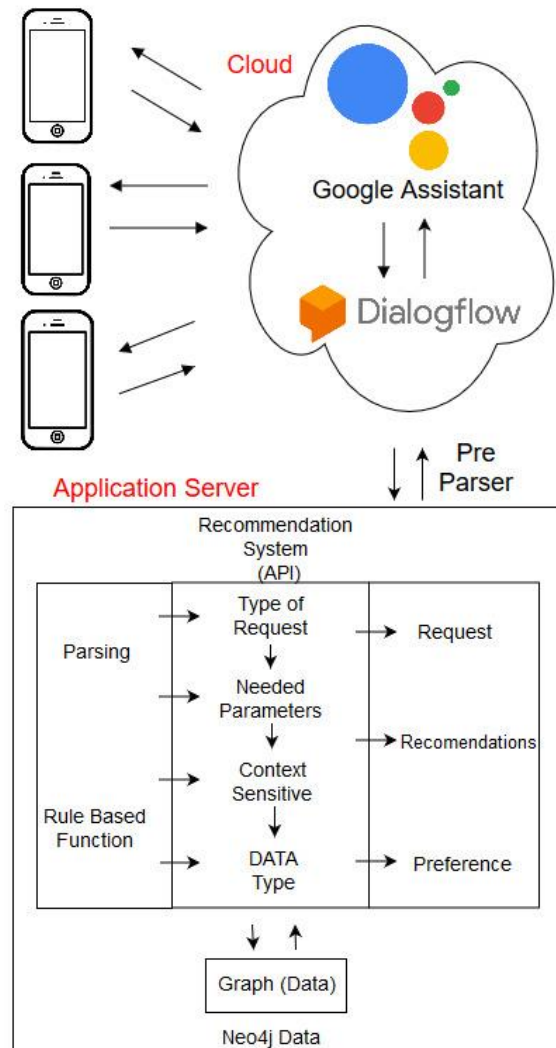 Cloud
Google Assistant
Dialogflow
Pre
Parser
Application Server
Recommendation
System
(API)
Parsing
Rule Based
Function
Type of
Request
Needed
Parameters
Context
Sensitive
DATA
Type
Request
Recomendations
Preference
Graph (Data)
Neo4j Data